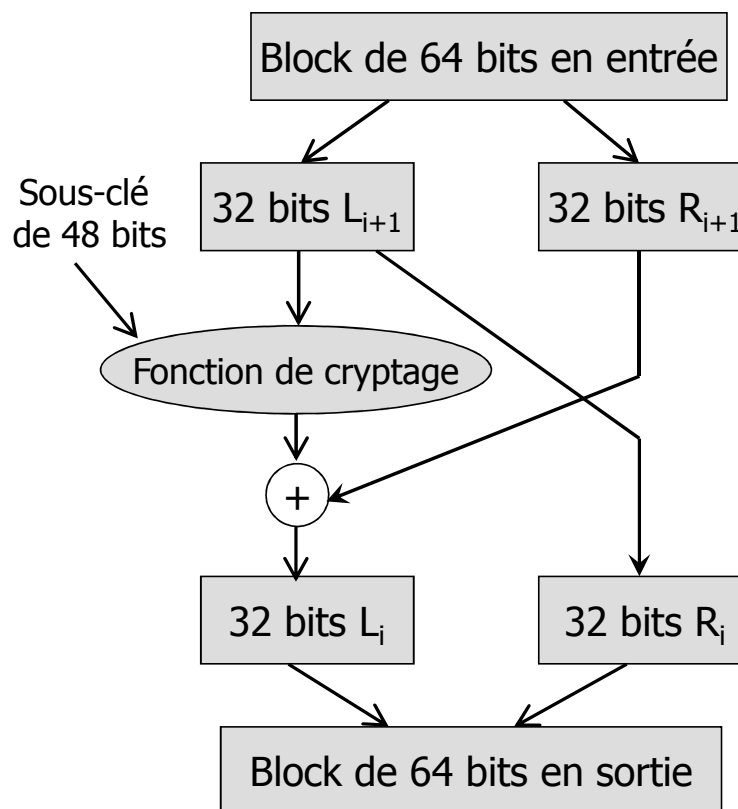 Block de 64 bits en entrée
Sous-clé
de 48 bits
32 bits Li+1
32 bits Ri+1
Fonction de cryptage
+
32 bits Li
32 bits Ri
Block de 64 bits en sortie